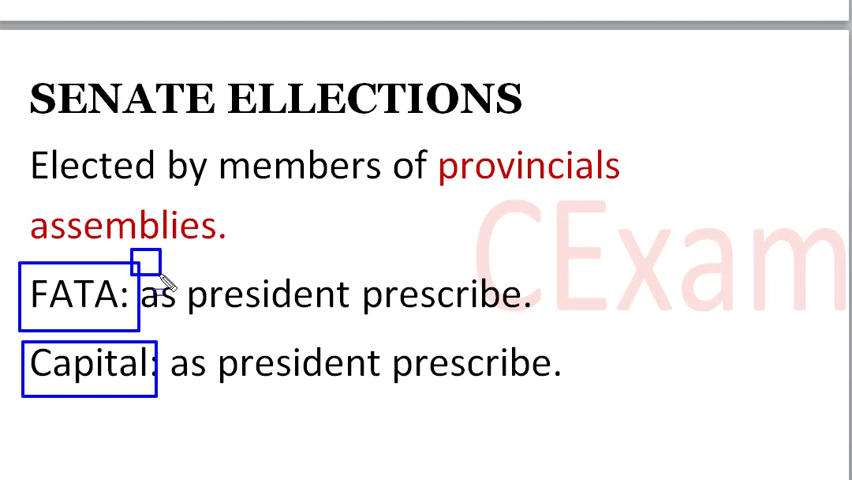 SENATE ELLECTIONS
Elected by members of provincials
assemblies.
FATA: as president prescribe.
Capital: as president prescribe.
CExam